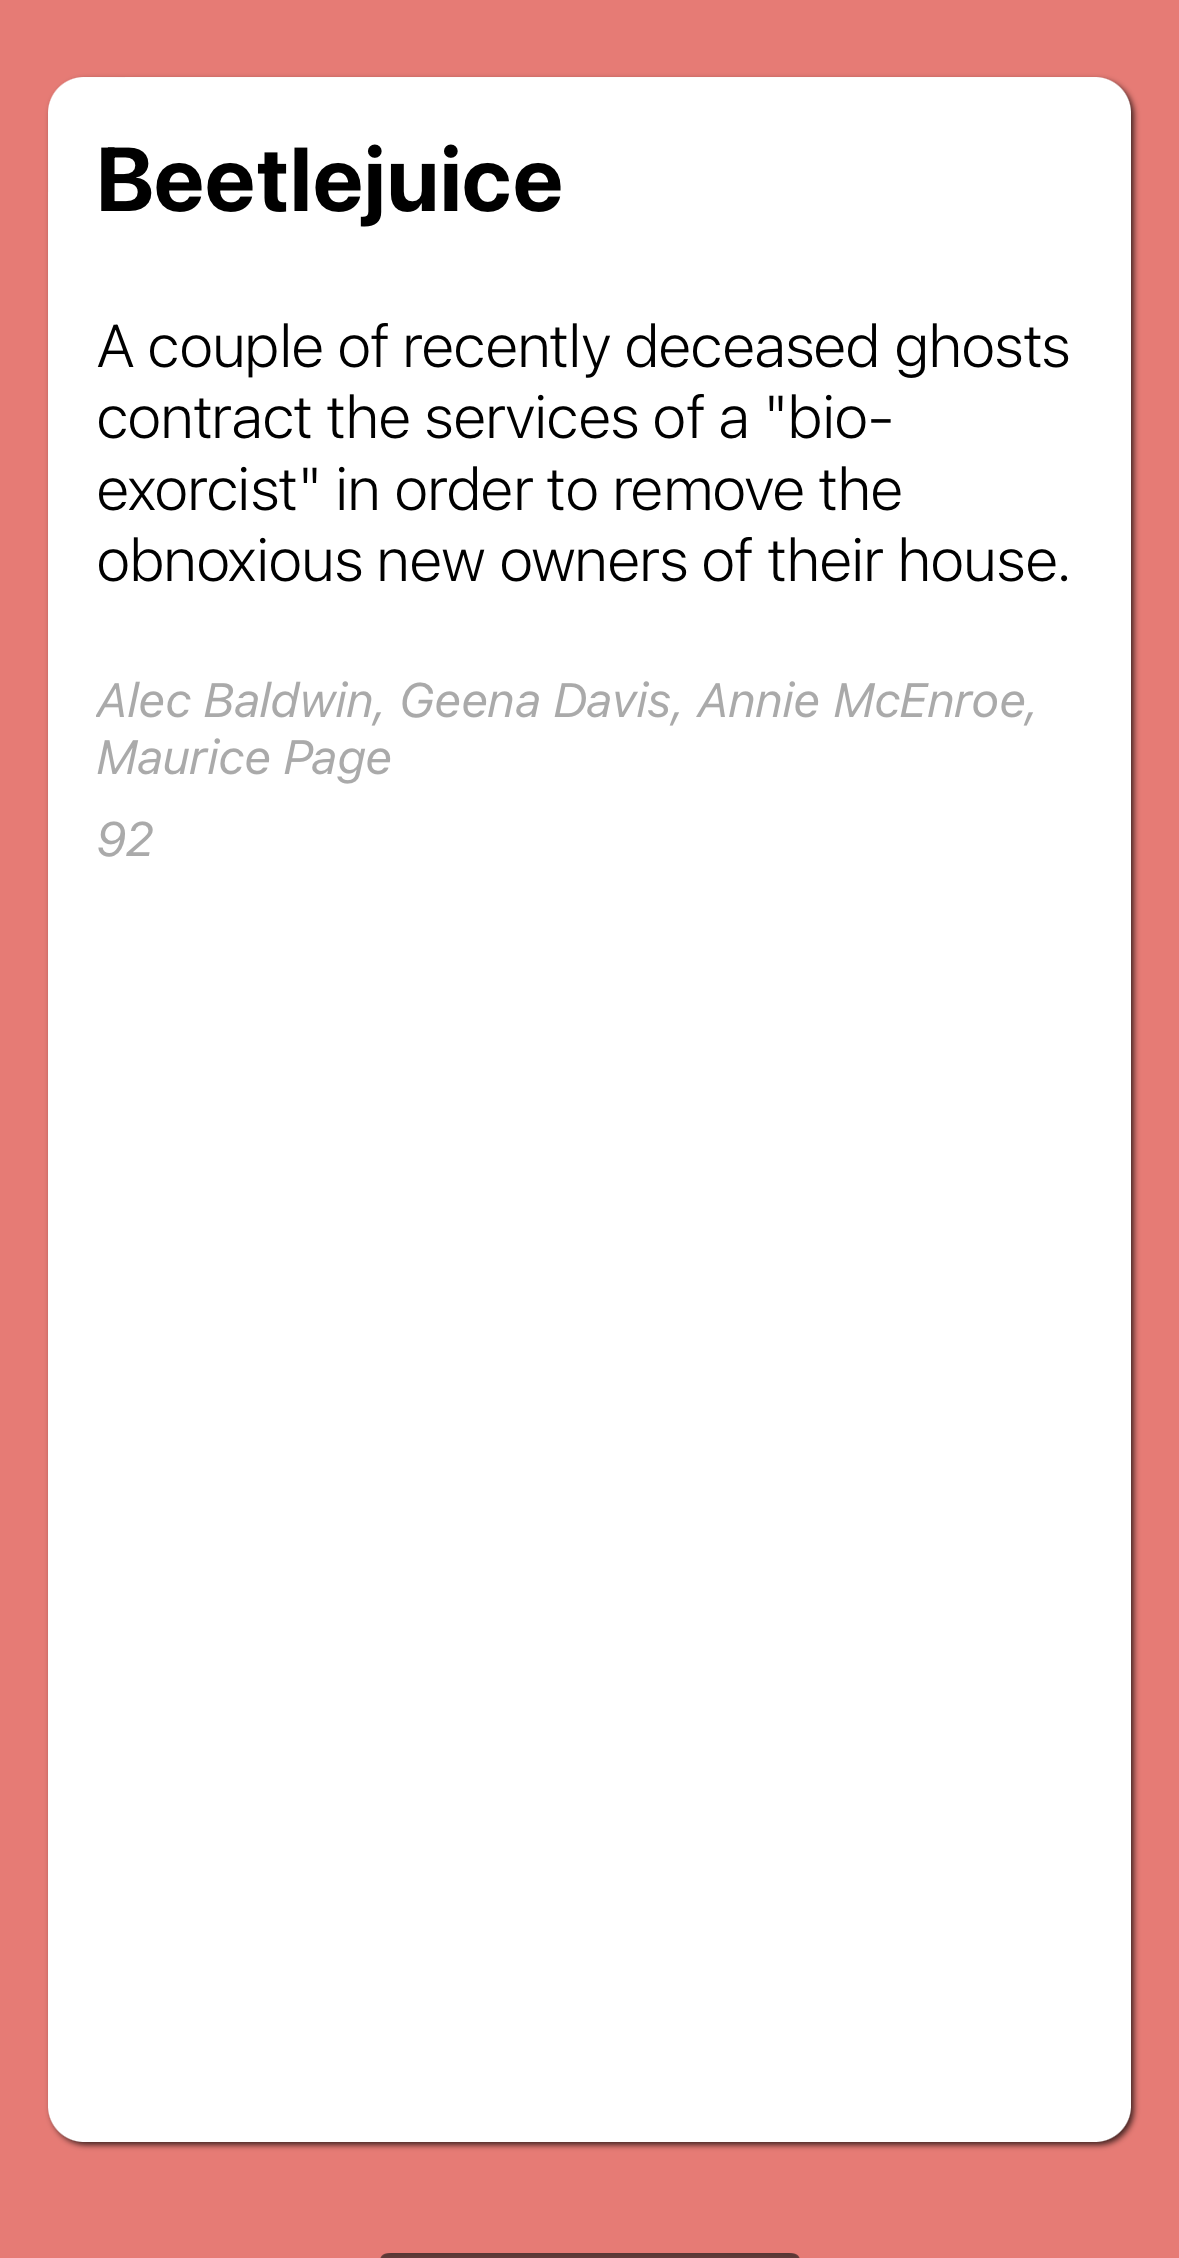 Beetlejuice
A couple of recently deceased ghosts
contract the services of a "bio-
exorcist" in order to remove the
obnoxious new owners of their house.
Alec Baldwin, Geena Davis, Annie McEnroe,
Maurice Page
92